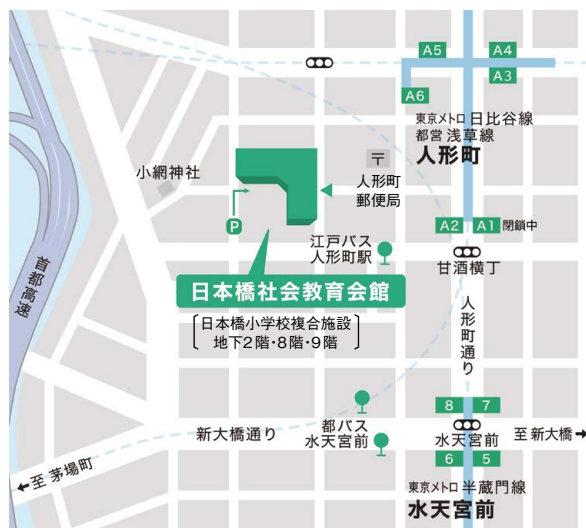 A5
A4
A3
A6
東京メトロ 日比谷線
都営 浅草線
人形町
〒
人形町
郵便局
小網神社
P
A2
A1
閉鎖中
江戸バス
人形町駅
甘酒横丁
首都高速
日本橋社会教育会館
日本橋小学校複合施設
地下2階・8階・9階
人形町通り
8
7
都バス
水天宮前
新大橋通り
水天宮前
至 新大橋
6
5
至 茅場町
東京メトロ 半蔵門線
水天宮前